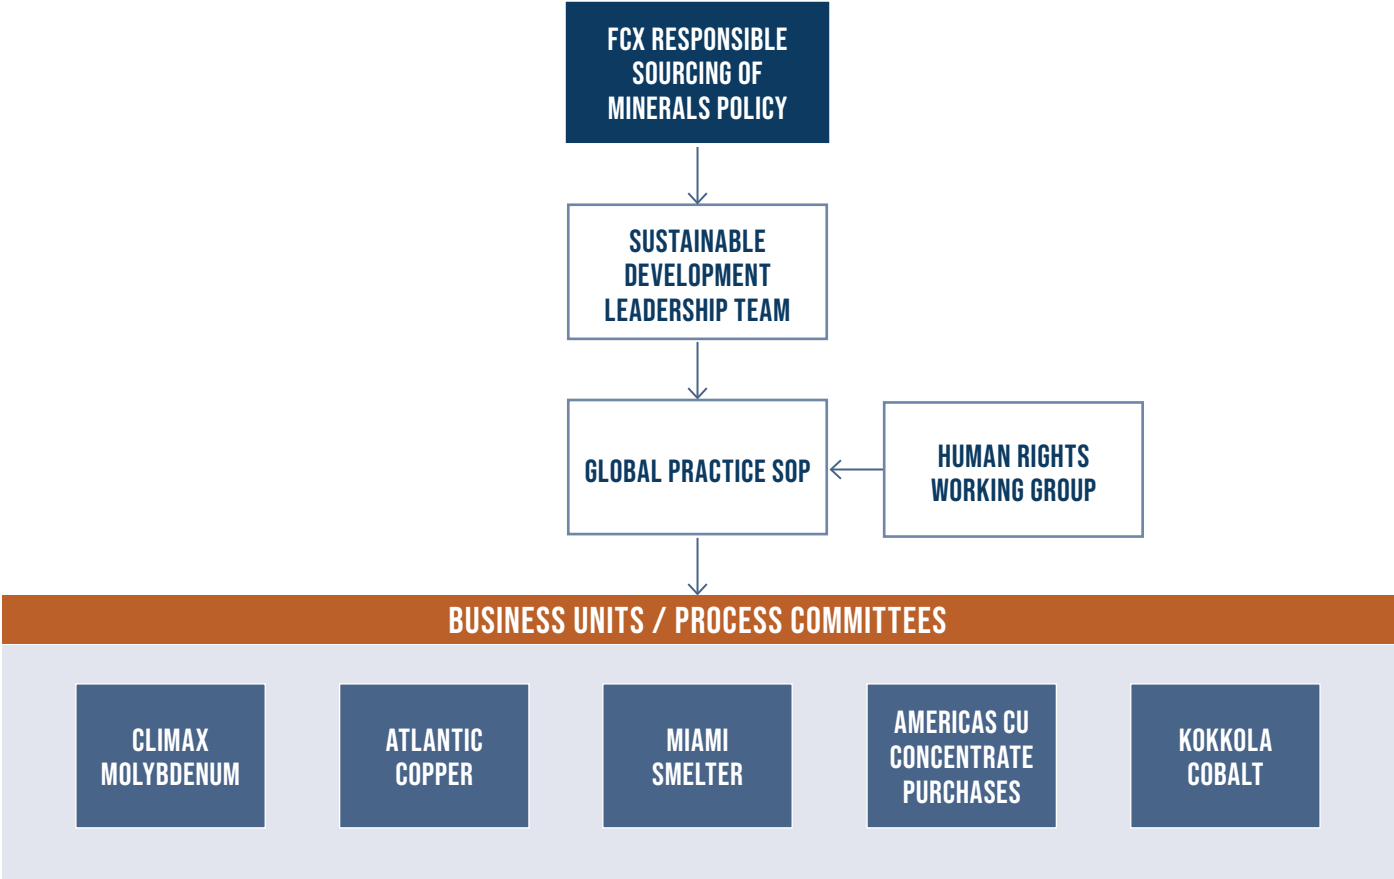 FCX RESPONSIBLE
SOURCING OF
MINERALS POLICY
SUSTAINABLE
DEVELOPMENT
LEADERSHIP TEAM
GLOBAL PRACTICE SOP
HUMAN RIGHTS
WORKING GROUP
BUSINESS UNITS / PROCESS COMMITTEES
CLIMAX
MOLYBDENUM
ATLANTIC
COPPER
MIAMI
SMELTER
AMERICAS CU
CONCENTRATE
PURCHASES
KOKKOLA
COBALT